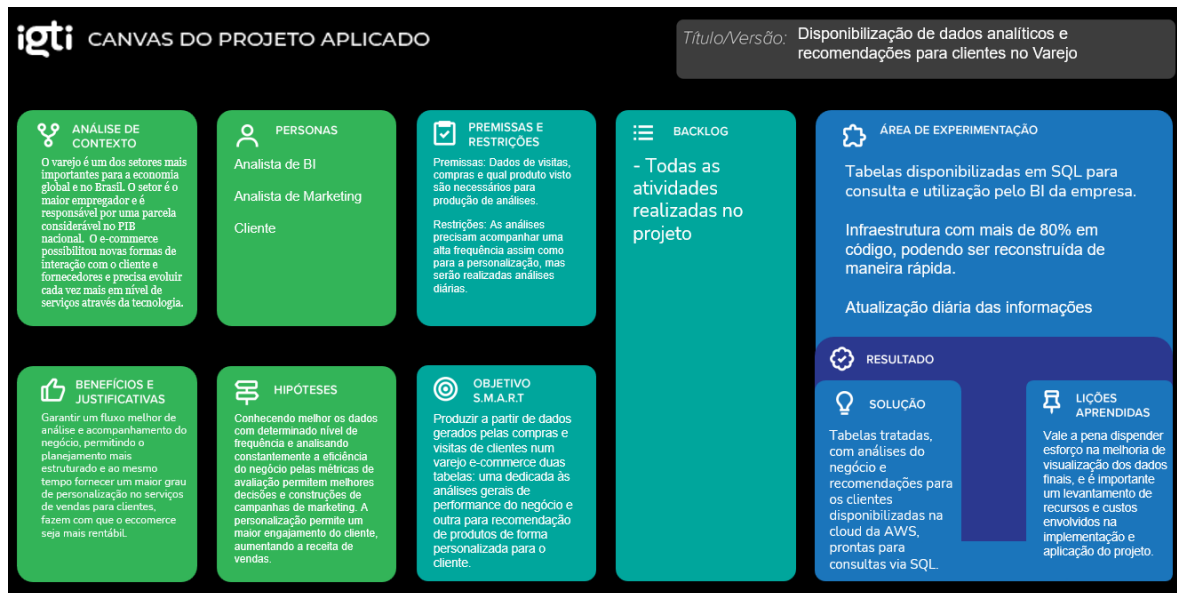 igti CANVAS DO PROJETO APLICADO
Título/Versão: Disponibilização de dados analíticos e
recomendações para clientes no Varejo
ANÁLISE DE
CONTEXTO
O varejo é um dos setores mais
importantes para a economia
global e no Brasil. O setor é o
maior empregador e é
responsável por uma parcela
considerável no PIB
nacional. O e-commerce
possibilitou novas formas de
interação com o cliente e
fornecedores e precisa evoluir
cada vez mais em nível de
serviços através da tecnologia.
PERSONAS
Analista de BI
Analista de Marketing
Cliente
PREMISSAS E
RESTRIÇÕES
Premissas: Dados de visitas,
compras e qual produto visto
são necessários para
produção de análises.
Restrições: As análises
precisam acompanhar uma
alta frequência assim como
para a personalização, mas
serão realizadas análises
diárias.
BACKLOG
- Todas as
atividades
realizadas no
projeto
ÁREA DE EXPERIMENTAÇÃO
Tabelas disponibilizadas em SQL para
consulta e utilização pelo BI da empresa.
Infraestrutura com mais de 80% em
código, podendo ser reconstruída de
maneira rápida.
Atualização diária das informações
BENEFÍCIOS E
JUSTIFICATIVAS
Garantir um fluxo melhor de
análise e acompanhamento do
negócio, permitindo o
planejamento mais
estruturado e ao mesmo
tempo fornecer um maior grau
de personalização no serviços
de vendas para clientes,
fazem com que o eccomerce
seja mais rentábil.
HIPÓTESES
Conhecendo melhor os dados
com determinado nível de
frequência e analisando
constantemente a eficiência
do negócio pelas métricas de
avaliação permitem melhores
decisões e construções de
campanhas de marketing. A
personalização permite um
maior engajamento do cliente,
aumentando a receita de
vendas.
OBJETIVO
S.M.A.R.T
Produzir a partir de dados
gerados pelas compras e
visitas de clientes num
varejo e-commerce duas
tabelas: uma dedicada às
análises gerais de
performance do negócio e
outra para recomendação
de produtos de forma
personalizada para o
cliente.
RESULTADO
SOLUÇÃO
Tabelas tratadas,
com análises do
negócio e
recomendações para
os clientes
disponibilizadas na
cloud da AWS,
prontas para
consultas via SQL.
LIÇÕES
APRENDIDAS
Vale a pena dispender
esforço na melhoria de
visualização dos dados
finais, e é importante
um levantamento de
recursos e custos
envolvidos na
implementação e
aplicação do projeto.